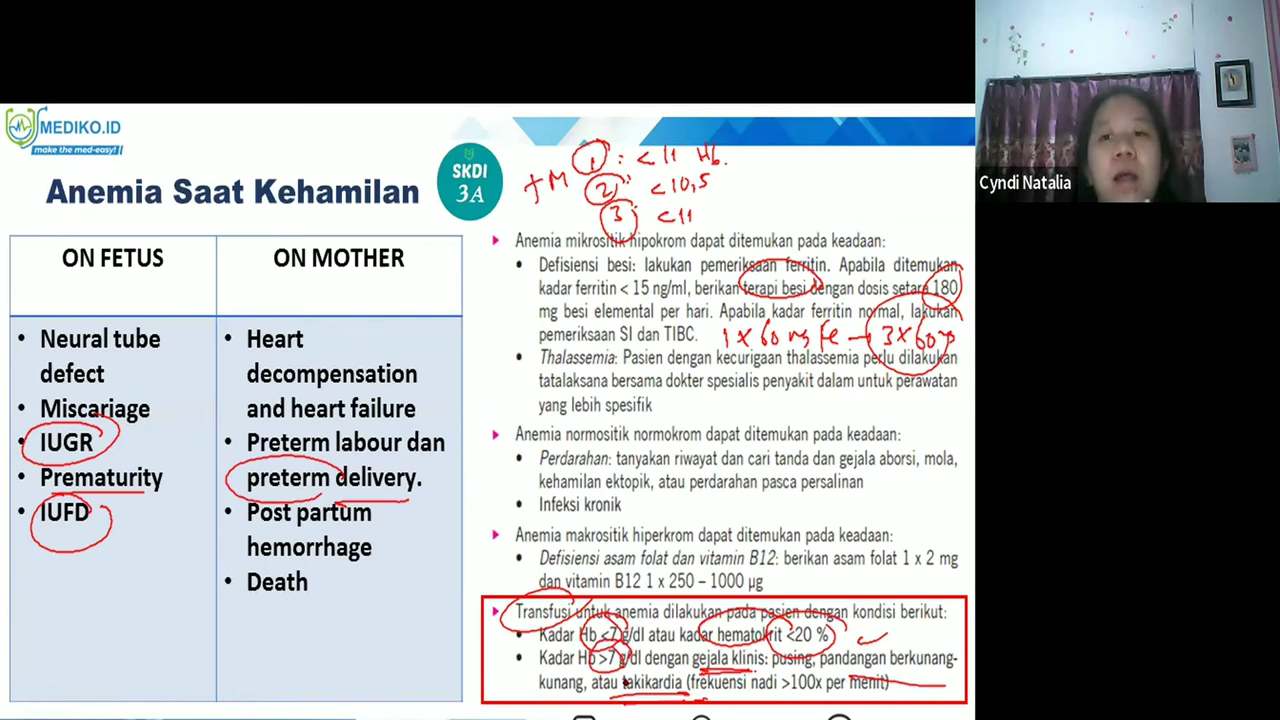 MEDIKO.ID
make the med-easy!
Anemia Saat Kehamilan
SKDI
3A
1 : < 11 Hb.
2 : < 10,5
3 : < 11
Cyndi Natalia
ON FETUS
ON MOTHER
• Neural tube
defect
• Miscariage
• IUGR
• Prematurity
• IUFD
• Heart
decompensation
and heart failure
• Preterm labour dan
preterm delivery.
• Post partum
hemorrhage
• Death
Anemia mikrositik hipokrom dapat ditemukan pada keadaan:
• Defisiensi besi: lakukan pemeriksaan ferritin. Apabila ditemukan
kadar ferritin < 15 ng/ml, berikan terapi besi dengan dosis setara 180
mg besi elemental per hari. Apabila kadar ferritin normal, lakukan
pemeriksaan SI dan TIBC.
1 x 60 mg Fe → 3 x 60
• Thalassemia: Pasien dengan kecurigaan thalassemia perlu dilakukan
tatalaksana bersama dokter spesialis penyakit dalam untuk perawatan
yang lebih spesifik
Anemia normositik normokrom dapat ditemukan pada keadaan:
• Perdarahan: tanyakan riwayat dan cari tanda dan gejala aborsi, mola,
kehamilan ektopik, atau perdarahan pasca persalinan
• Infeksi kronik
Anemia makrositik hiperkrom dapat ditemukan pada keadaan:
• Defisiensi asam folat dan vitamin B12: berikan asam folat 1 x 2 mg
dan vitamin B12 1 x 250 – 1000 µg
Transfusi untuk anemia dilakukan pada pasien dengan kondisi berikut:
• Kadar Hb <7 g/dl atau kadar hematokrit <20 %
• Kadar Hb >7 g/dl dengan gejala klinis: pusing, pandangan berkunang-
kunang, atau takikardia (frekuensi nadi >100x per menit)